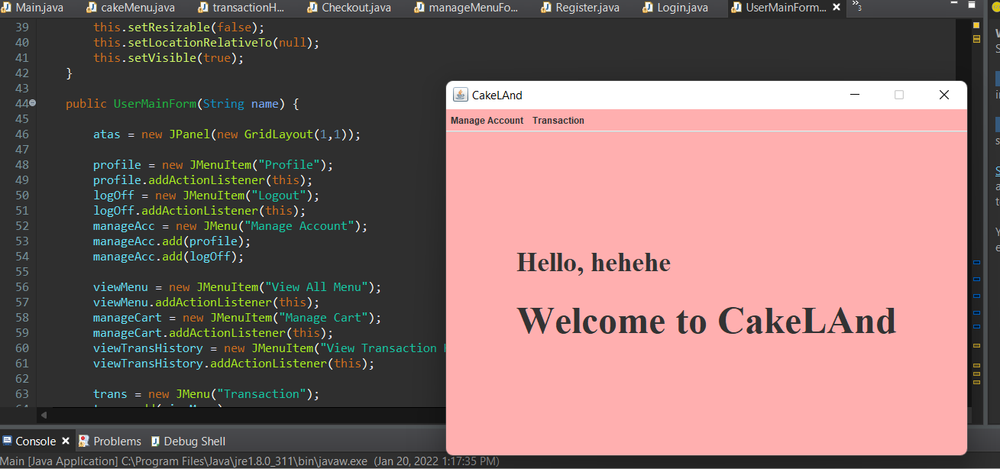 Main.java cakeMenu.java transactionH... Checkout.java manageMenuFo... Register.java Login.java UserMainForm... 3
39 this.setResizable(false);
40 this.setLocationRelativeTo(null);
41 this.setVisible(true);
42 }
43
44 public UserMainForm(String name) {
45
46 atas = new JPanel(new GridLayout(1,1));
47
48 profile = new JMenuItem("Profile");
49 profile.addActionListener(this);
50 logOff = new JMenuItem("Logout");
51 logOff.addActionListener(this);
52 manageAcc = new JMenu("Manage Account");
53 manageAcc.add(profile);
54 manageAcc.add(logOff);
55
56 viewMenu = new JMenuItem("View All Menu");
57 viewMenu.addActionListener(this);
58 manageCart = new JMenuItem("Manage Cart");
59 manageCart.addActionListener(this);
60 viewTransHistory = new JMenuItem("View Transaction
61 viewTransHistory.addActionListener(this);
62
63 trans = new JMenu("Transaction");
CakeLAnd
Manage Account Transaction
Hello, hehehe
Welcome to CakeLAnd
Console Problems Debug Shell
Main [Java Application] C:\Program Files\Java\jre1.8.0_311\bin\javaw.exe (Jan 20, 2022 1:17:35 PM)